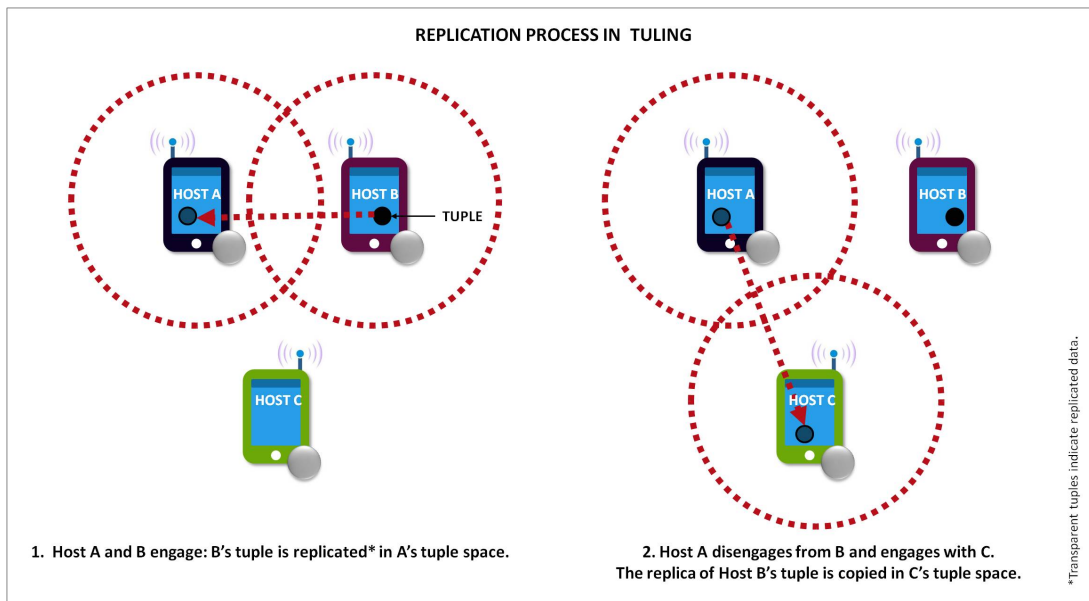 REPLICATION PROCESS IN TULING
HOST A
HOST B
TUPLE
HOST C
HOST A
HOST B
HOST C
1. Host A and B engage: B's tuple is replicated* in A's tuple space.
2. Host A disengages from B and engages with C.
The replica of Host B's tuple is copied in C's tuple space.
*Transparent tuples indicate replicated data.